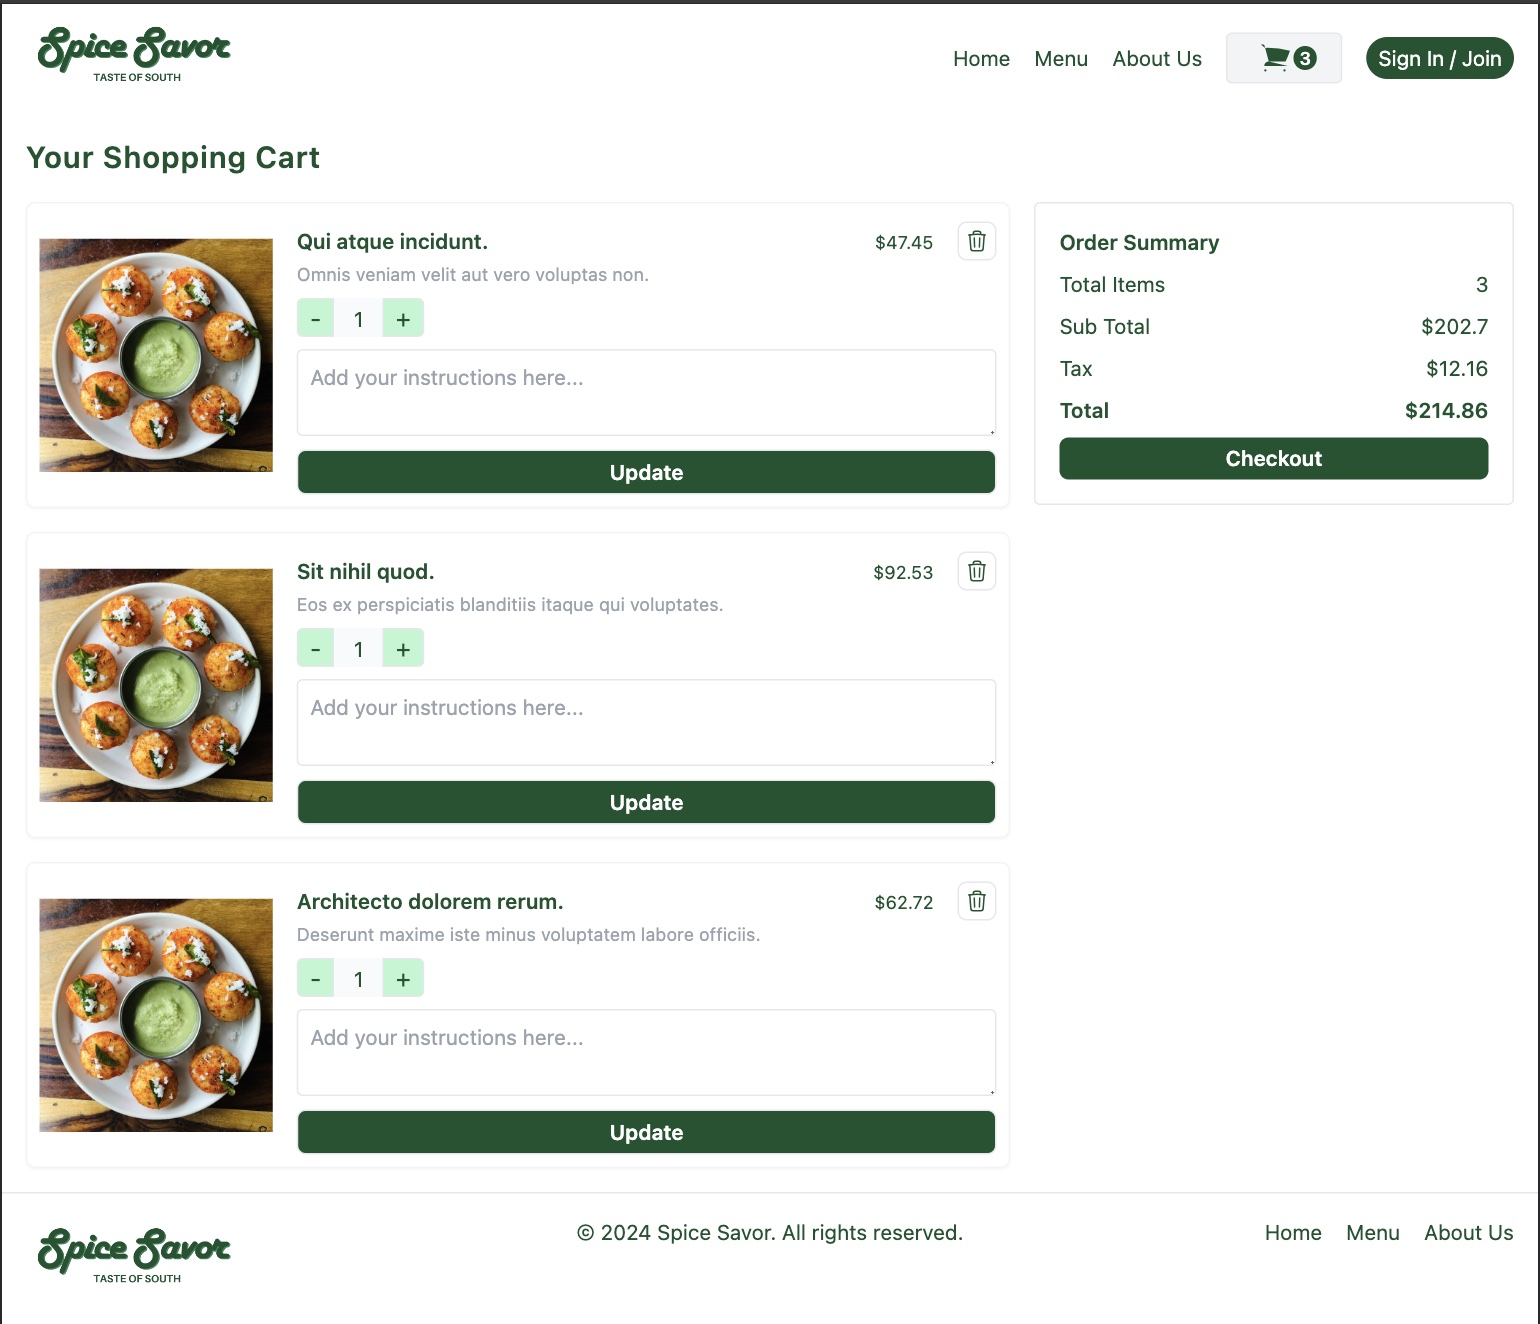 Spice Savor
TASTE OF SOUTH
Home Menu About Us 3 Sign In / Join
Your Shopping Cart
Qui atque incidunt. $47.45
Omnis veniam velit aut vero voluptas non.
- 1 +
Add your instructions here...
Update
Sit nihil quod. $92.53
Eos ex perspiciatis blanditiis itaque qui voluptates.
- 1 +
Add your instructions here...
Update
Architecto dolorem rerum. $62.72
Deserunt maxime iste minus voluptatem labore officiis.
- 1 +
Add your instructions here...
Update
Order Summary
Total Items 3
Sub Total $202.7
Tax $12.16
Total $214.86
Checkout
Spice Savor
TASTE OF SOUTH
© 2024 Spice Savor. All rights reserved.
Home Menu About Us